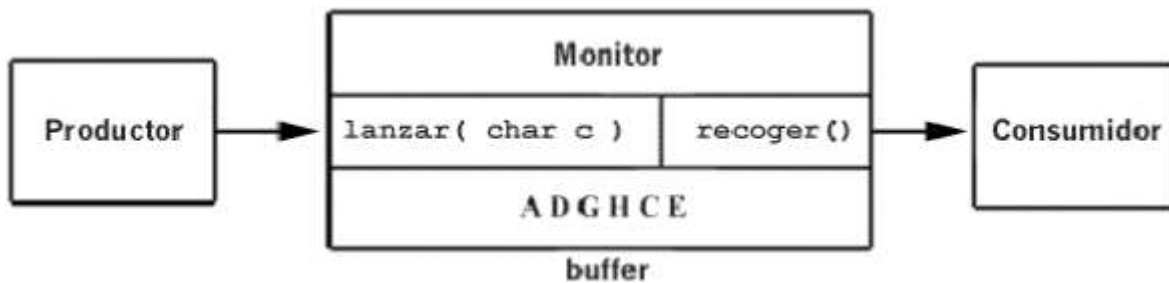 Monitor
Productor
lanzar( char c )
recoger()
Consumidor
A D G H C E
buffer